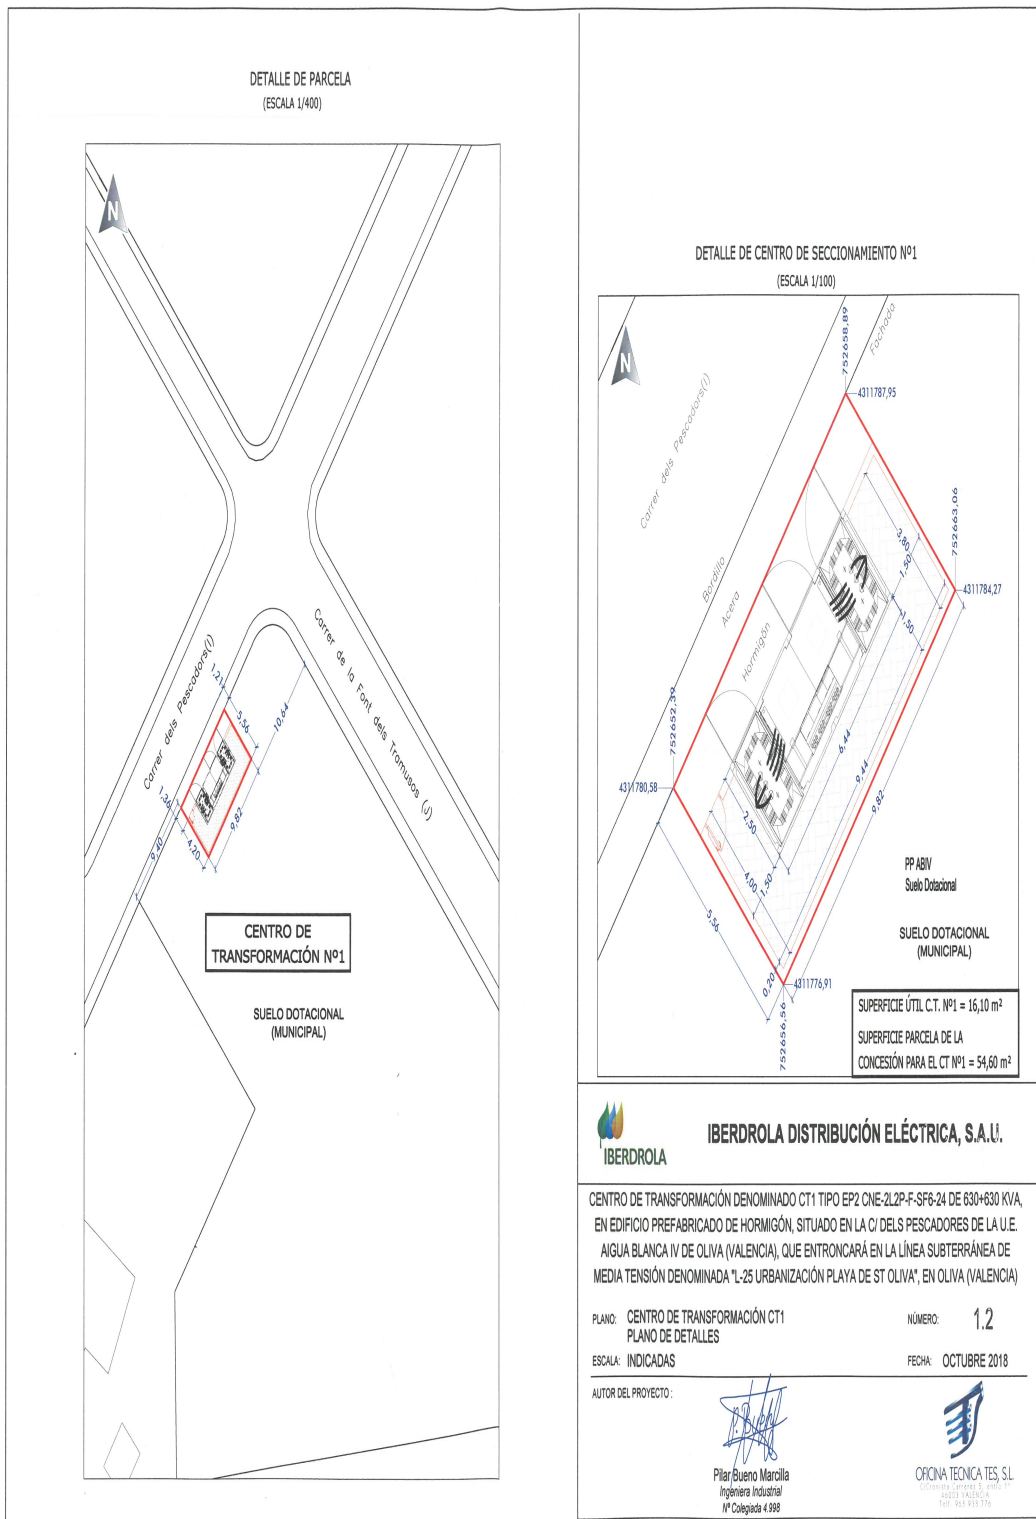 DETALLE DE PARCELA
(ESCALA 1/400)
N
Carrer dels Pescadors(I)
Carrer de la Font dels Tramusos (J)
1,21
5,56
10,64
1,36
9,40
4,20
9,82
CENTRO DE
TRANSFORMACIÓN Nº1
SUELO DOTACIONAL
(MUNICIPAL)
DETALLE DE CENTRO DE SECCIONAMIENTO Nº1
(ESCALA 1/100)
N
752658,89
Fachada
4311787,95
Carrer dels Pescadors(I)
752663,06
4311784,27
Bordillo
Acera
Hormigón
3,80
1,50
1,50
752652,39
4311780,58
6,44
9,44
9,82
2,50
4,00
1,50
5,56
0,20
4311776,91
752656,56
PP ABIV
Suelo Dotacional
SUELO DOTACIONAL
(MUNICIPAL)
SUPERFICIE ÚTIL C.T. Nº1 = 16,10 m²
SUPERFICIE PARCELA DE LA
CONCESIÓN PARA EL CT Nº1 = 54,60 m²
IBERDROLA
IBERDROLA DISTRIBUCIÓN ELÉCTRICA, S.A.U.
CENTRO DE TRANSFORMACIÓN DENOMINADO CT1 TIPO EP2 CNE-2L2P-F-SF6-24 DE 630+630 KVA,
EN EDIFICIO PREFABRICADO DE HORMIGÓN, SITUADO EN LA C/ DELS PESCADORES DE LA U.E.
AIGUA BLANCA IV DE OLIVA (VALENCIA), QUE ENTRONCARÁ EN LA LÍNEA SUBTERRÁNEA DE
MEDIA TENSIÓN DENOMINADA "L-25 URBANIZACIÓN PLAYA DE ST OLIVA", EN OLIVA (VALENCIA)
PLANO: CENTRO DE TRANSFORMACIÓN CT1
PLANO DE DETALLES
NÚMERO: 1.2
ESCALA: INDICADAS
FECHA: OCTUBRE 2018
AUTOR DEL PROYECTO :
Pilar Bueno Marcilla
Ingeniera Industrial
Nº Colegiada 4.998
OFICINA TECNICA TES, S.L.
46003 VALENCIA